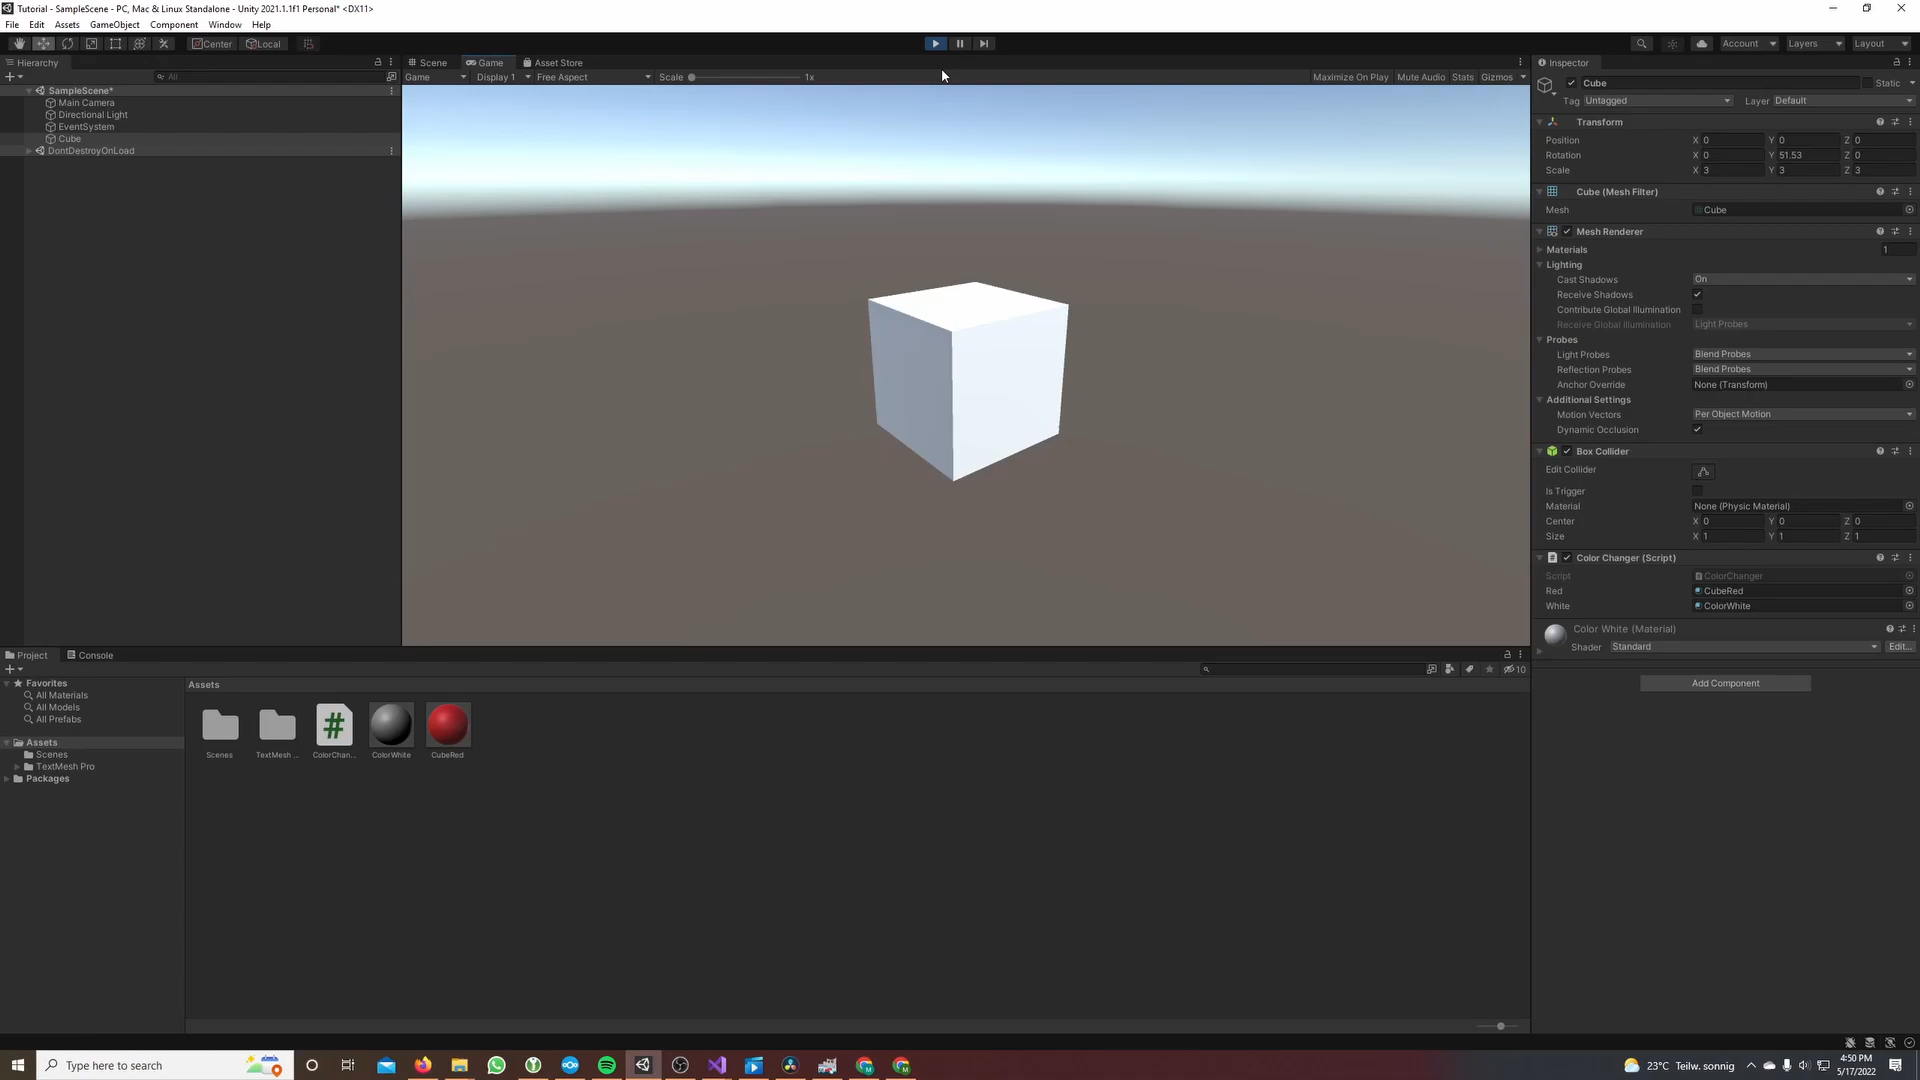 Tutorial - SampleScene - PC, Mac & Linux Standalone - Unity 2021.1.1f1 Personal* <DX11>
File Edit Assets GameObject Component Window Help
Center Local Account Layers Layout
Hierarchy
All
SampleScene*
Main Camera
Directional Light
EventSystem
Cube
DontDestroyOnLoad
Scene Game Asset Store
Game Display 1 Free Aspect Scale 1x Maximize On Play Mute Audio Stats Gizmos
Inspector
Cube Static
Tag Untagged Layer Default
Transform
Position X 0 Y 0 Z 0
Rotation X 0 Y 51.53 Z 0
Scale X 3 Y 3 Z 3
Cube (Mesh Filter)
Mesh Cube
Mesh Renderer
Materials 1
Lighting
Cast Shadows On
Receive Shadows
Contribute Global Illumination
Receive Global Illumination Light Probes
Probes
Light Probes Blend Probes
Reflection Probes Blend Probes
Anchor Override None (Transform)
Additional Settings
Motion Vectors Per Object Motion
Dynamic Occlusion
Box Collider
Edit Collider
Is Trigger
Material None (Physic Material)
Center X 0 Y 0 Z 0
Size X 1 Y 1 Z 1
Color Changer (Script)
Script ColorChanger
Red CubeRed
White ColorWhite
Color White (Material)
Shader Standard Edit...
Add Component
Project Console
10
Favorites
All Materials
All Models
All Prefabs
Assets
Scenes
TextMesh Pro
Packages
Assets
Scenes TextMesh ... ColorChan... ColorWhite CubeRed
Type here to search
23°C Teilw. sonnig
4:50 PM
5/17/2022